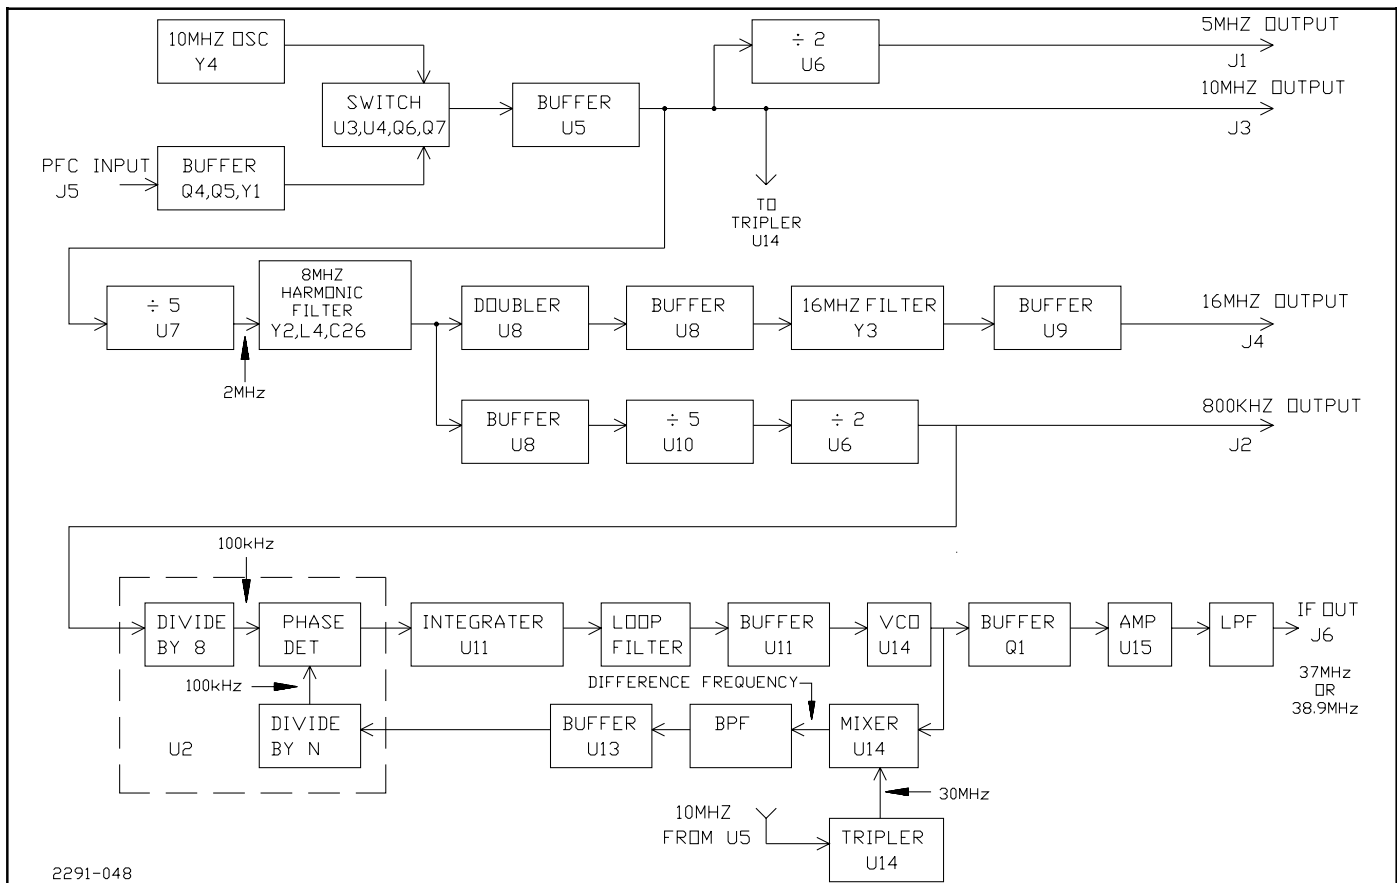 10MHZ OSC
Y4
÷ 2
U6
5MHZ OUTPUT
J1
SWITCH
U3,U4,Q6,Q7
BUFFER
U5
10MHZ OUTPUT
J3
PFC INPUT
J5
BUFFER
Q4,Q5,Y1
TO
TRIPLER
U14
÷ 5
U7
2MHz
8MHZ
HARMONIC
FILTER
Y2,L4,C26
DOUBLER
U8
BUFFER
U8
16MHZ FILTER
Y3
BUFFER
U9
16MHZ OUTPUT
J4
BUFFER
U8
÷ 5
U10
÷ 2
U6
800KHZ OUTPUT
J2
100kHz
DIVIDE
BY 8
PHASE
DET
INTEGRATER
U11
LOOP
FILTER
BUFFER
U11
VCO
U14
BUFFER
Q1
AMP
U15
LPF
IF OUT
J6
37MHz
OR
38.9MHz
100kHz
DIFFERENCE FREQUENCY
U2
DIVIDE
BY N
BUFFER
U13
BPF
MIXER
U14
30MHz
10MHZ
FROM U5
TRIPLER
U14
2291-048